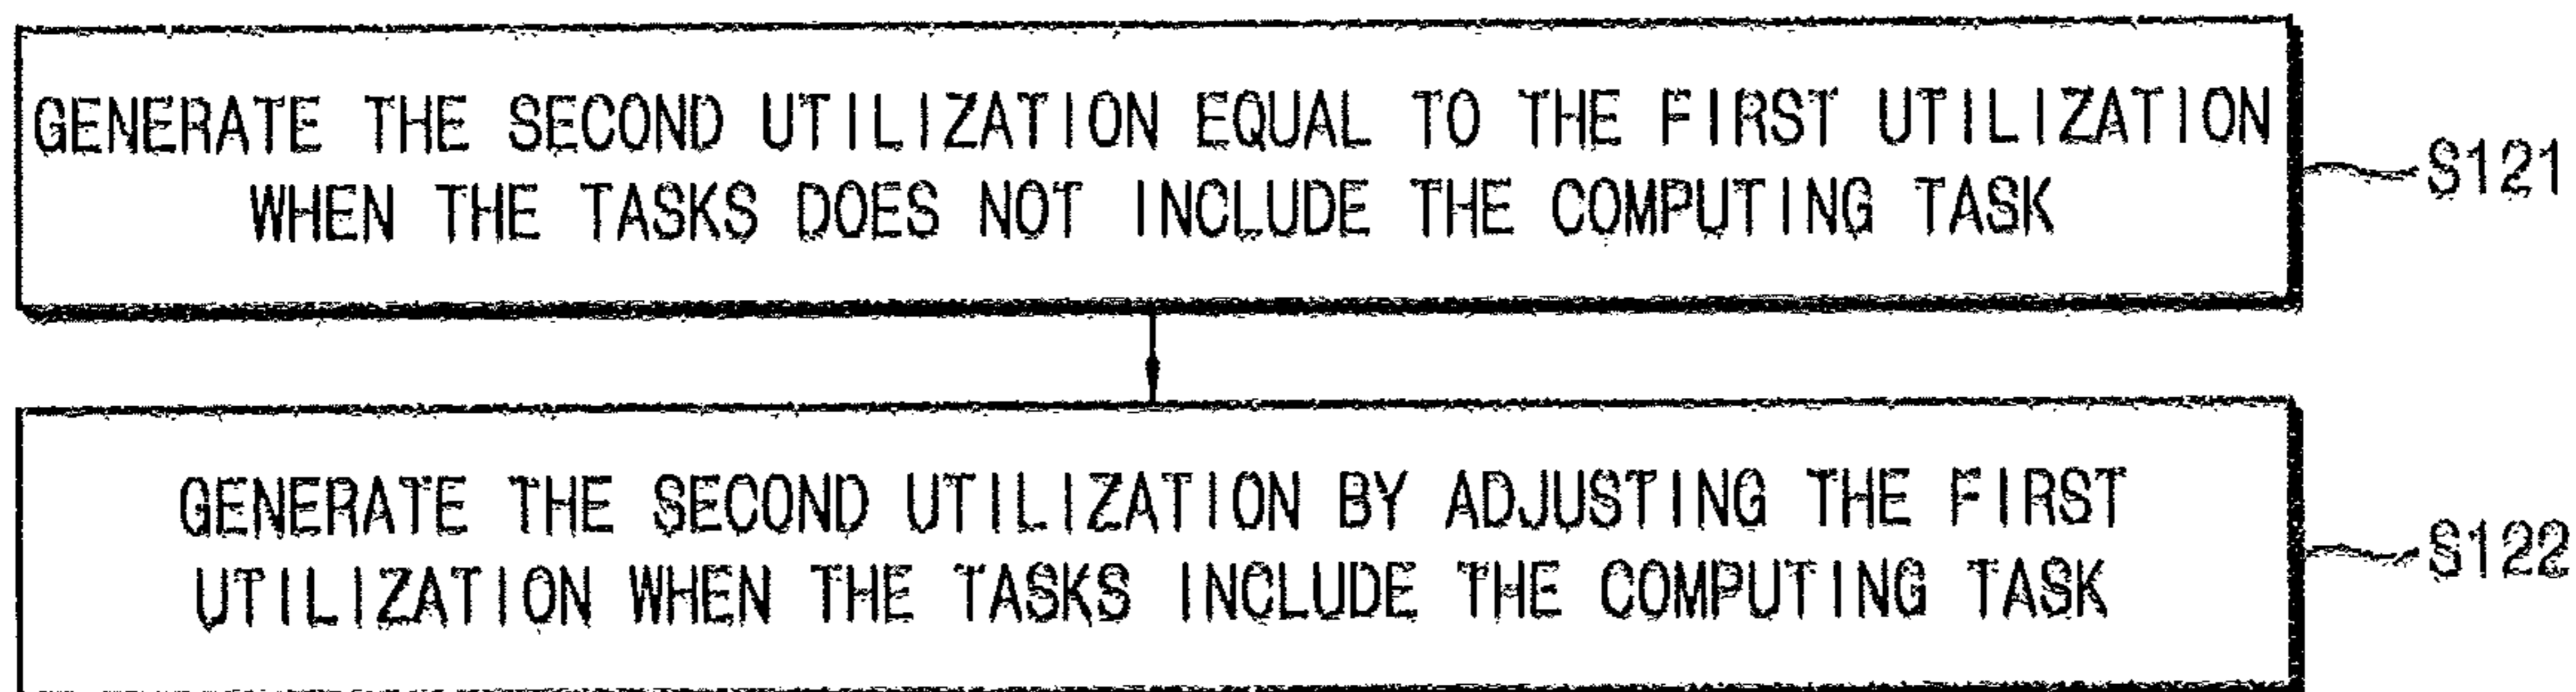 GENERATE THE SECOND UTILIZATION EQUAL TO THE FIRST UTILIZATION
WHEN THE TASKS DOES NOT INCLUDE THE COMPUTING TASK
S121
GENERATE THE SECOND UTILIZATION BY ADJUSTING THE FIRST
UTILIZATION WHEN THE TASKS INCLUDE THE COMPUTING TASK
S122